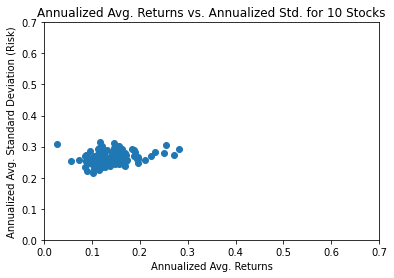 Annualized Avg. Returns vs. Annualized Std. for 10 Stocks
Annualized Avg. Standard Deviation (Risk)
0.7
0.6
0.5
0.4
0.3
0.2
0.1
0.0
0.0 0.1 0.2 0.3 0.4 0.5 0.6 0.7
Annualized Avg. Returns